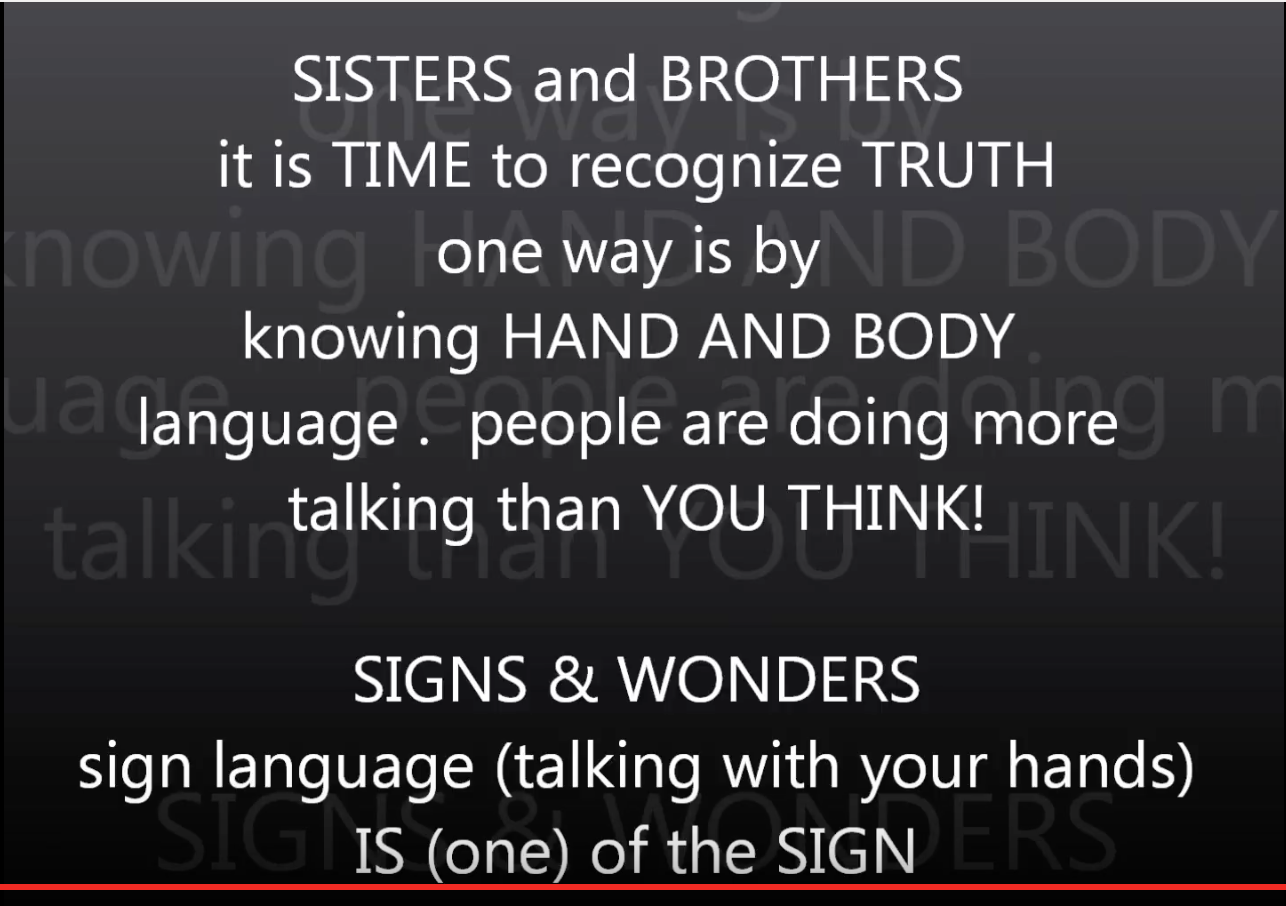 SISTERS and BROTHERS
it is TIME to recognize TRUTH
one way is by
knowing HAND AND BODY
language .  people are doing more
talking than YOU THINK!
SIGNS & WONDERS
sign language (talking with your hands)
IS (one) of the SIGN